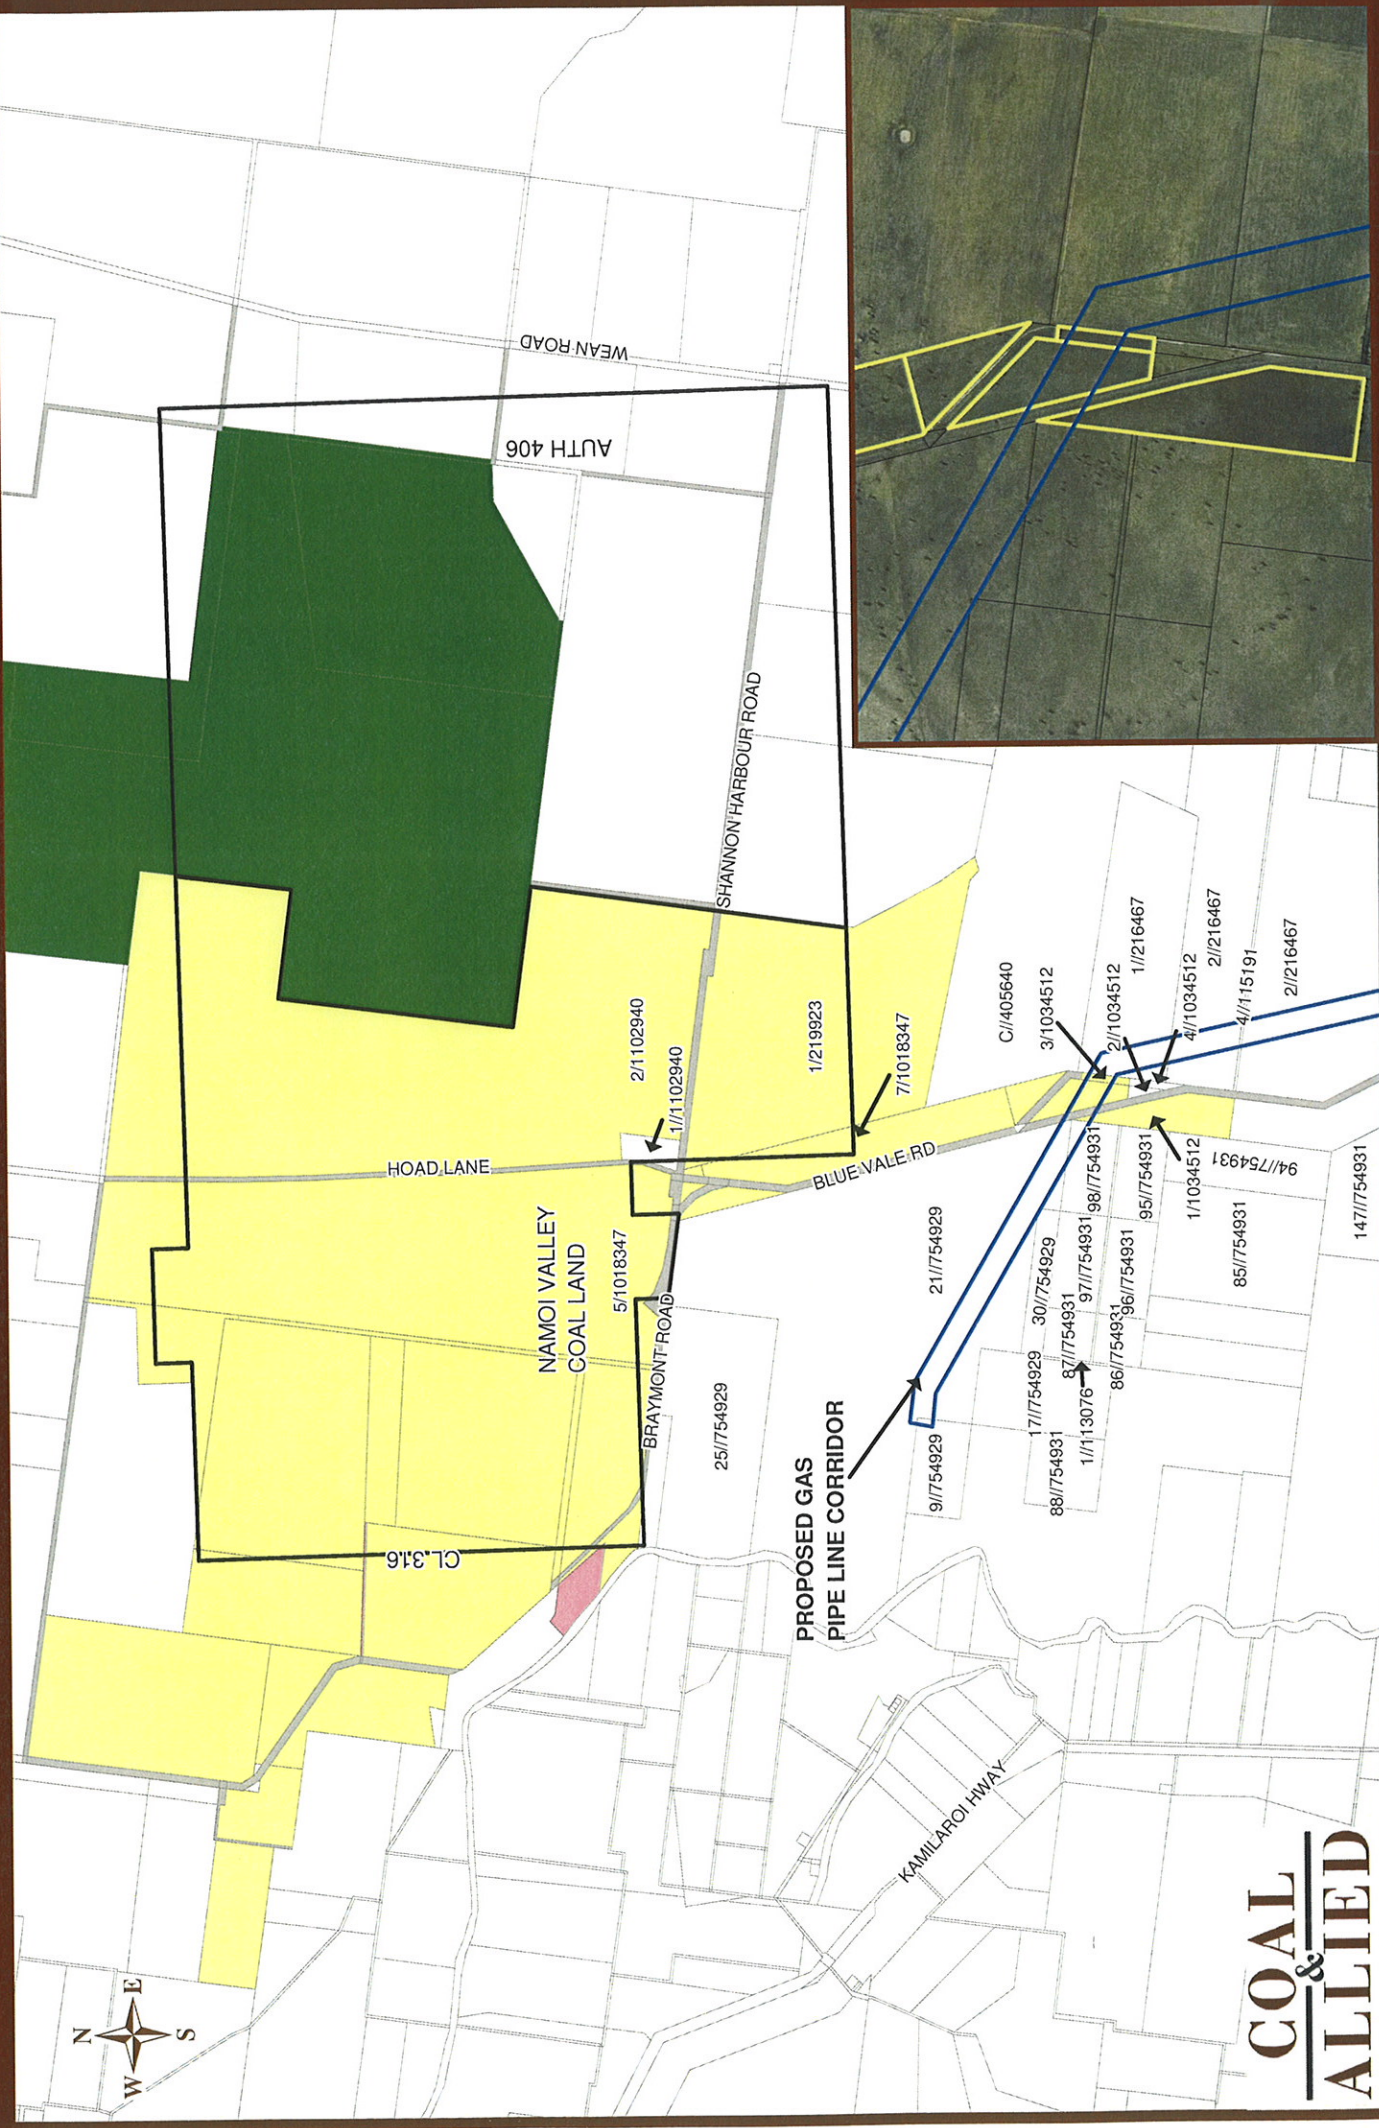 N
W
E
S
WEAN ROAD
AUTH 406
SHANNON HARBOUR ROAD
HOAD LANE
2/1102940
1//1102940
1/219923
7/1018347
NAMOI VALLEY
COAL LAND
5/1018347
BLUE VALE RD
BRAYMONT ROAD
CL 316
25//754929
PROPOSED GAS
PIPE LINE CORRIDOR
9//754929
21//754929
C//405640
3/1034512
2//1034512
1//216467
4//1034512
2//216467
4//115191
2//216467
98//754931
95//754931
1/1034512
94//754931
30//754929
97//754931
96//754931
85//754931
147//754931
17//754929
87//754931
86//754931
88//754931
1//113076
KAMILAROI HWAY
COAL
&
ALLIED